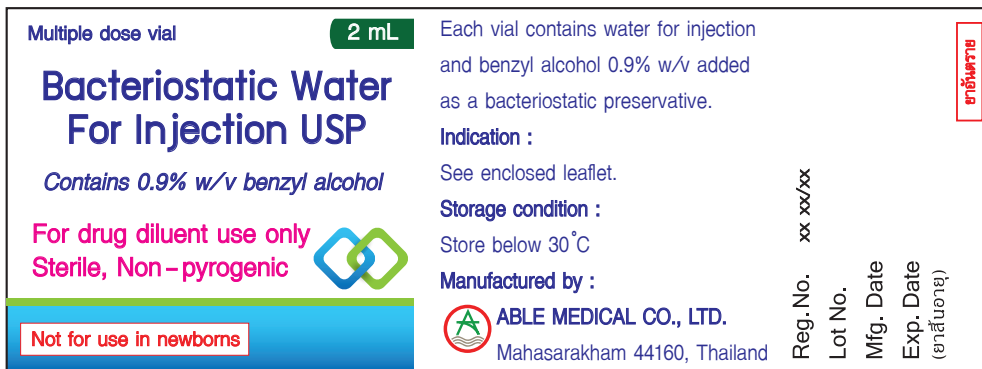 Multiple dose vial
2 mL
Bacteriostatic Water
For Injection USP
Contains 0.9% w/v benzyl alcohol
For drug diluent use only
Sterile, Non-pyrogenic
Not for use in newborns
Each vial contains water for injection
and benzyl alcohol 0.9% w/v added
as a bacteriostatic preservative.
Indication :
See enclosed leaflet.
Storage condition :
Store below 30°C
Manufactured by :
ABLE MEDICAL CO., LTD.
Mahasarakham 44160, Thailand
Reg. No. xx xx/xx
Lot No.
Mfg. Date
Exp. Date
(ยาสิ้นอายุ)
ยาอันตราย